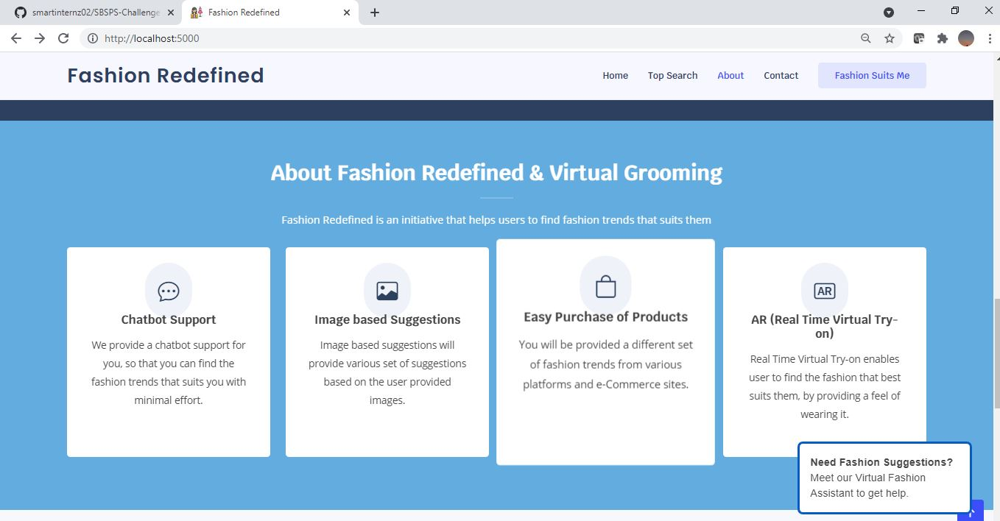 smartinternz02/SBSPS-Challenge
Fashion Redefined
http://localhost:5000
Fashion Redefined
Home
Top Search
About
Contact
Fashion Suits Me
About Fashion Redefined & Virtual Grooming
Fashion Redefined is an initiative that helps users to find fashion trends that suits them
Chatbot Support
We provide a chatbot support for
you, so that you can find the
fashion trends that suits you with
minimal effort.
Image based Suggestions
Image based suggestions will
provide various set of suggestions
based on the user provided
images.
Easy Purchase of Products
You will be provided a different set
of fashion trends from various
platforms and e-Commerce sites.
AR
AR (Real Time Virtual Try-
on)
Real Time Virtual Try-on enables
user to find the fashion that best
suits them, by providing a feel of
wearing it.
Need Fashion Suggestions?
Meet our Virtual Fashion
Assistant to get help.